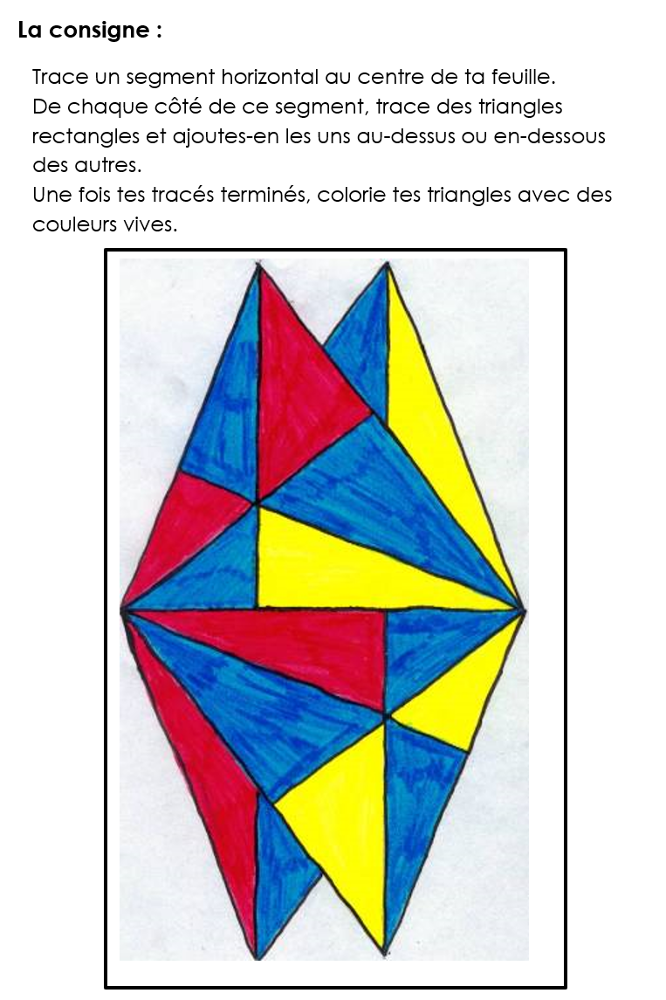 La consigne :
Trace un segment horizontal au centre de ta feuille.
De chaque côté de ce segment, trace des triangles
rectangles et ajoutes-en les uns au-dessus ou en-dessous
des autres.
Une fois tes tracés terminés, colorie tes triangles avec des
couleurs vives.